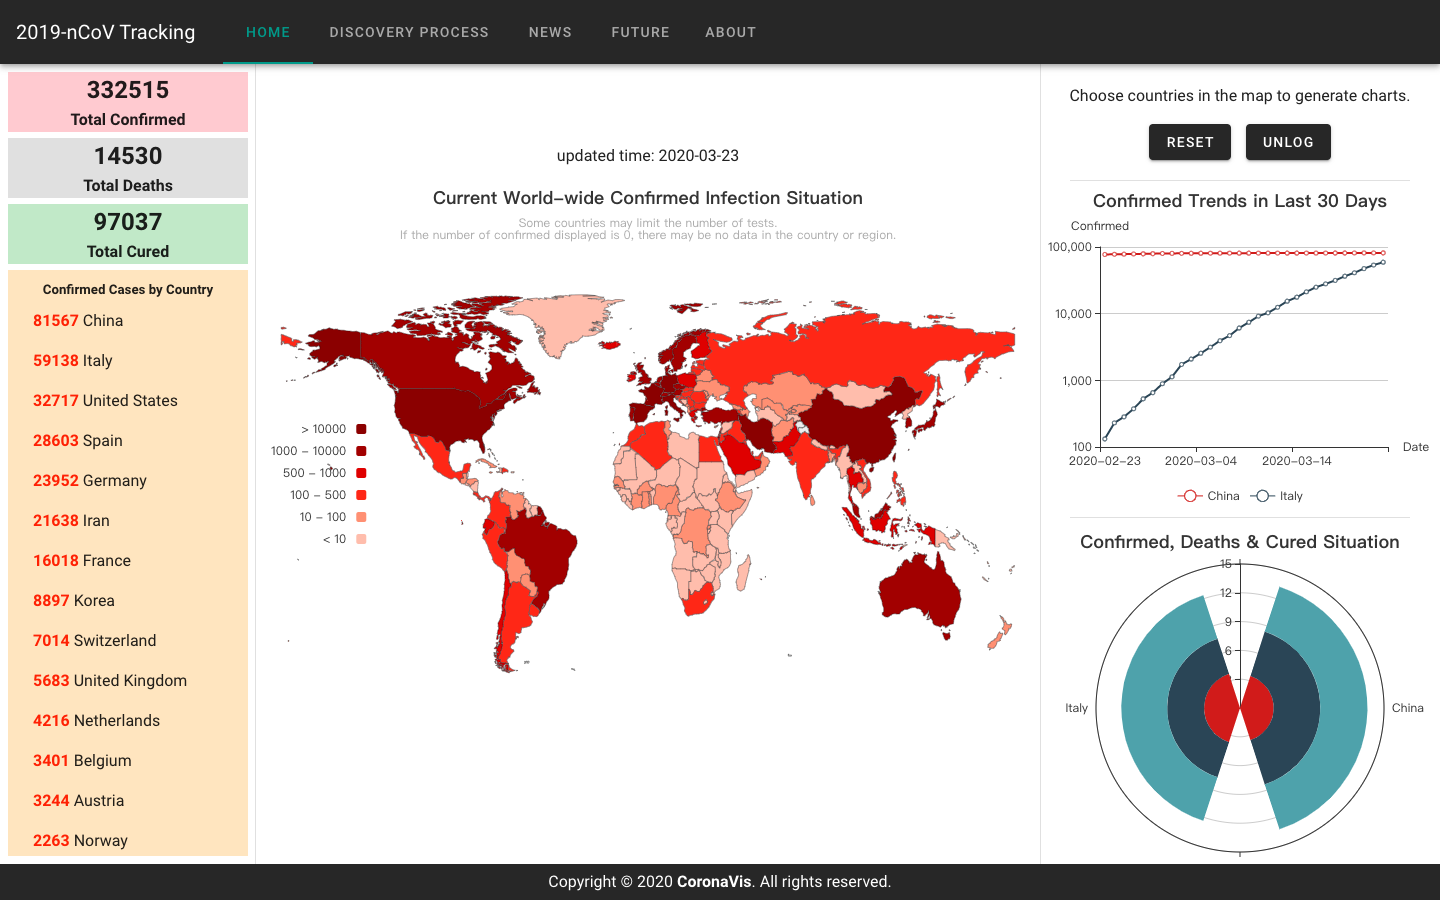 2019-nCoV Tracking
HOME
DISCOVERY PROCESS
NEWS
FUTURE
ABOUT
332515
Total Confirmed
14530
Total Deaths
97037
Total Cured
Confirmed Cases by Country
81567 China
59138 Italy
32717 United States
28603 Spain
23952 Germany
21638 Iran
16018 France
8897 Korea
7014 Switzerland
5683 United Kingdom
4216 Netherlands
3401 Belgium
3244 Austria
2263 Norway
updated time: 2020-03-23
Current World-wide Confirmed Infection Situation
Some countries may limit the number of tests.
If the number of confirmed displayed is 0, there may be no data in the country or region.
> 10000
1000 - 10000
500 - 1000
100 - 500
10 - 100
< 10
Choose countries in the map to generate charts.
RESET
UNLOG
Confirmed Trends in Last 30 Days
Confirmed
100,000
10,000
1,000
100
2020-02-23
2020-03-04
2020-03-14
Date
China
Italy
Confirmed, Deaths & Cured Situation
15
12
9
6
Italy
China
Copyright © 2020 CoronaVis. All rights reserved.